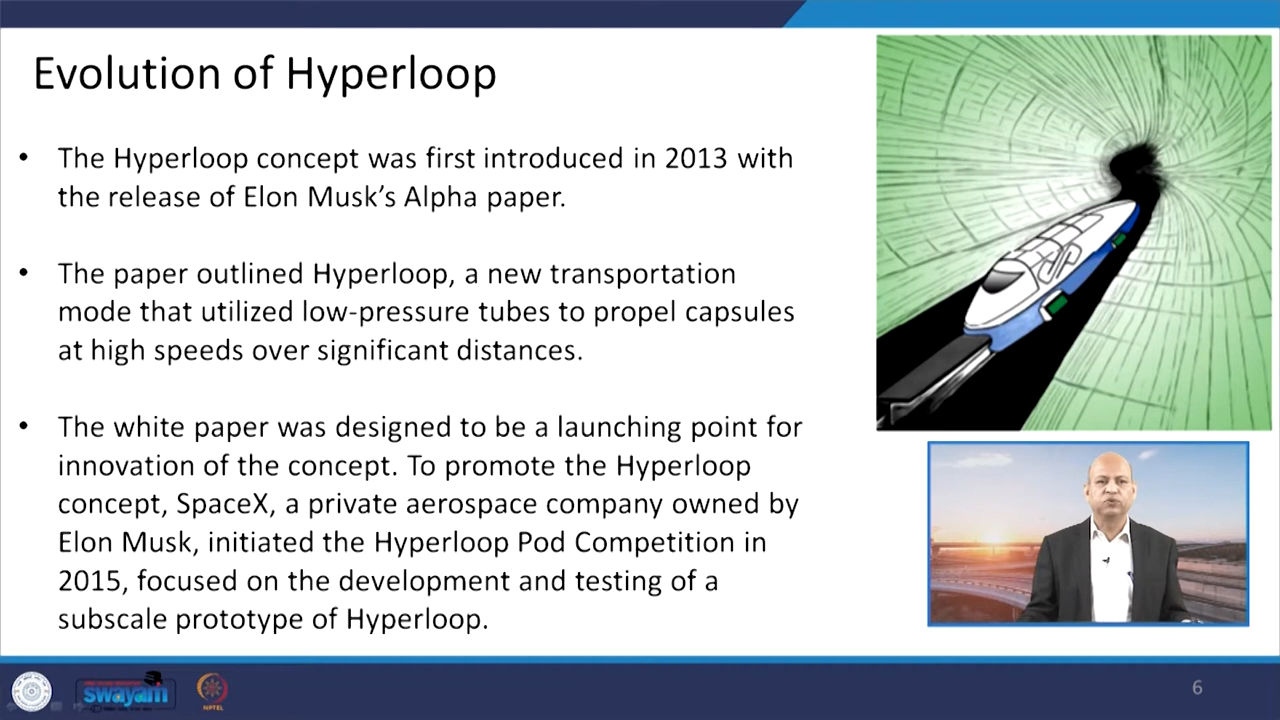 Evolution of Hyperloop
• The Hyperloop concept was first introduced in 2013 with
the release of Elon Musk’s Alpha paper.
• The paper outlined Hyperloop, a new transportation
mode that utilized low-pressure tubes to propel capsules
at high speeds over significant distances.
• The white paper was designed to be a launching point for
innovation of the concept. To promote the Hyperloop
concept, SpaceX, a private aerospace company owned by
Elon Musk, initiated the Hyperloop Pod Competition in
2015, focused on the development and testing of a
subscale prototype of Hyperloop.
swayam
NPTEL
6